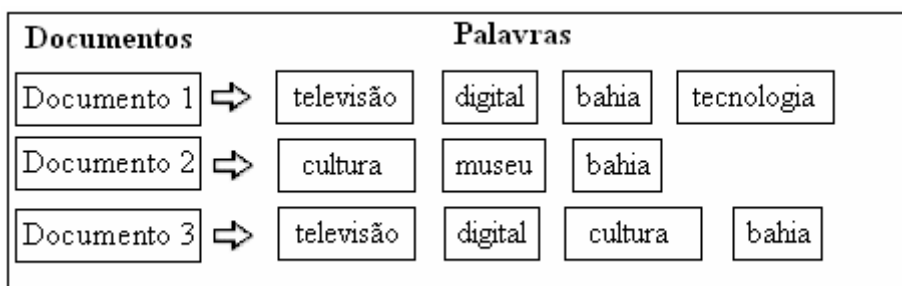 Documentos Palavras
Documento 1 televisão digital bahia tecnologia
Documento 2 cultura museu bahia
Documento 3 televisão digital cultura bahia